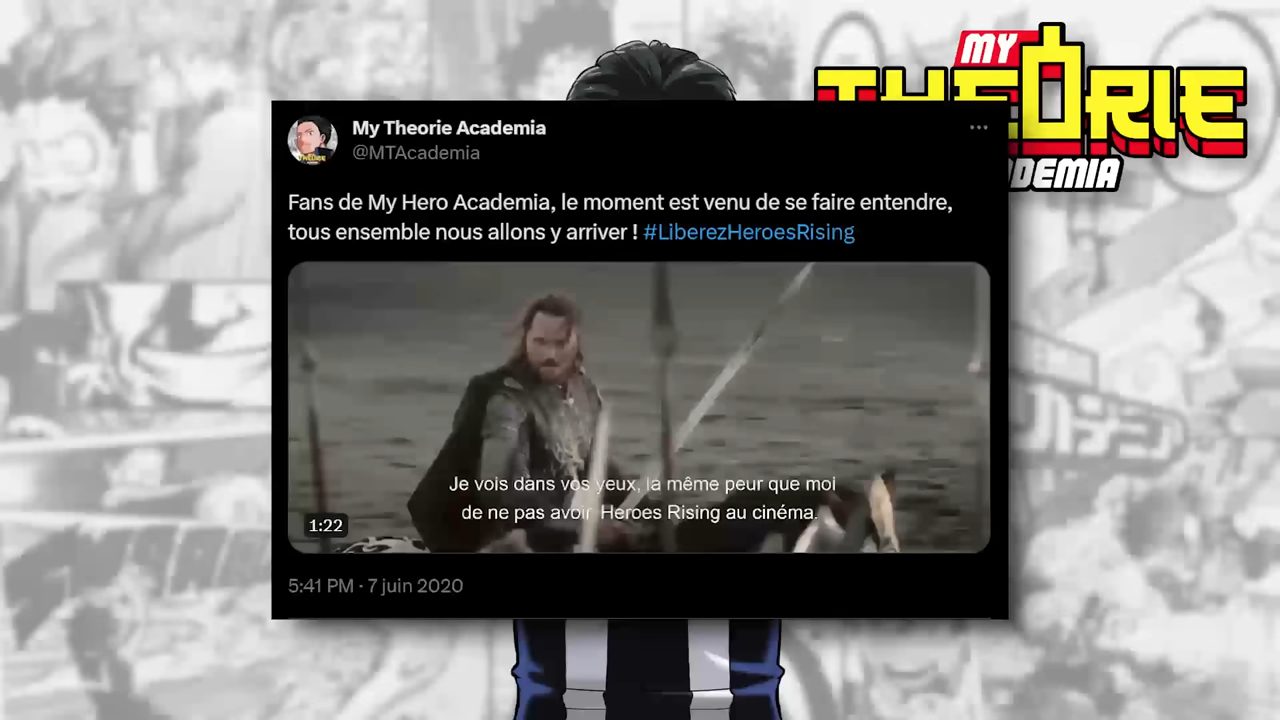 MY
THEORIE
My Theorie Academia
@MTAcademia
Fans de My Hero Academia, le moment est venu de se faire entendre,
tous ensemble nous allons y arriver ! #LiberezHeroesRising
Je vois dans vos yeux, la même peur que moi
de ne pas avoir Heroes Rising au cinéma.
1:22
5:41 PM · 7 juin 2020